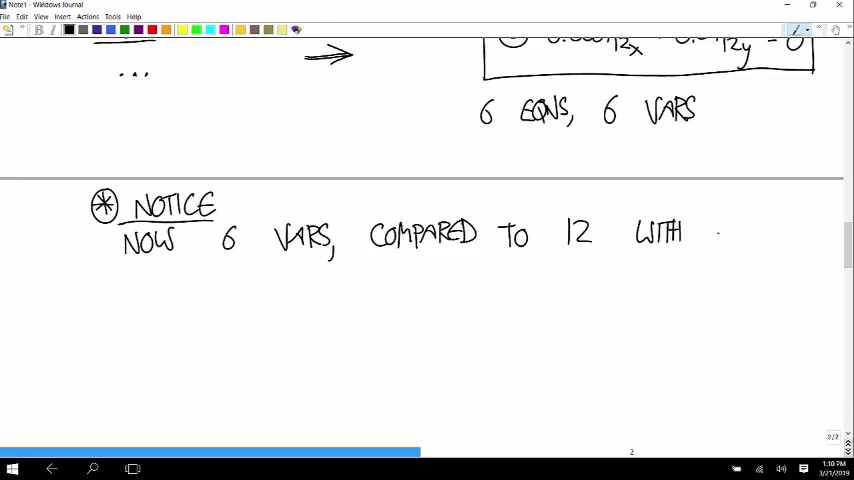 Note1 - Windows Journal
File Edit View Insert Actions Tools Help
B I
...
⇒
= 0
6 EQNS, 6 VARS
* NOTICE
NOW 6 VARS, COMPARED TO 12 WITH
2/2
2
1:10 PM
3/21/2019